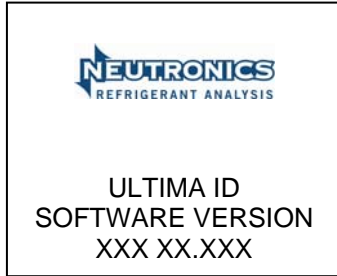 NEUTRONICS
REFRIGERANT ANALYSIS
ULTIMA ID
SOFTWARE VERSION
XXX XX.XXX